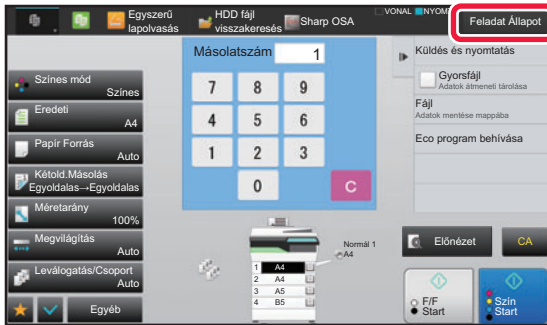 Egyszerű
lapolvasás
HDD fájl
visszakeresés
Sharp OSA
VONAL
NYOM
Feladat Állapot
Színes mód
Színes
Eredeti
A4
Papír Forrás
Auto
Kétold.Másolás
Egyoldalas→Egyoldalas
Méretarány
100%
Megvilágítás
Auto
Leválogatás/Csoport
Auto
Egyéb
Másolatszám
1
7 8 9
4 5 6
1 2 3
0 C
Normál 1
A4
1 A4
2 A4
3 A5
4 B5
Küldés és nyomtatás
Gyorsfájl
Adatok átmeneti tárolása
Fájl
Adatok mentése mappába
Eco program behívása
Előnézet
CA
F/F
Start
Szín
Start